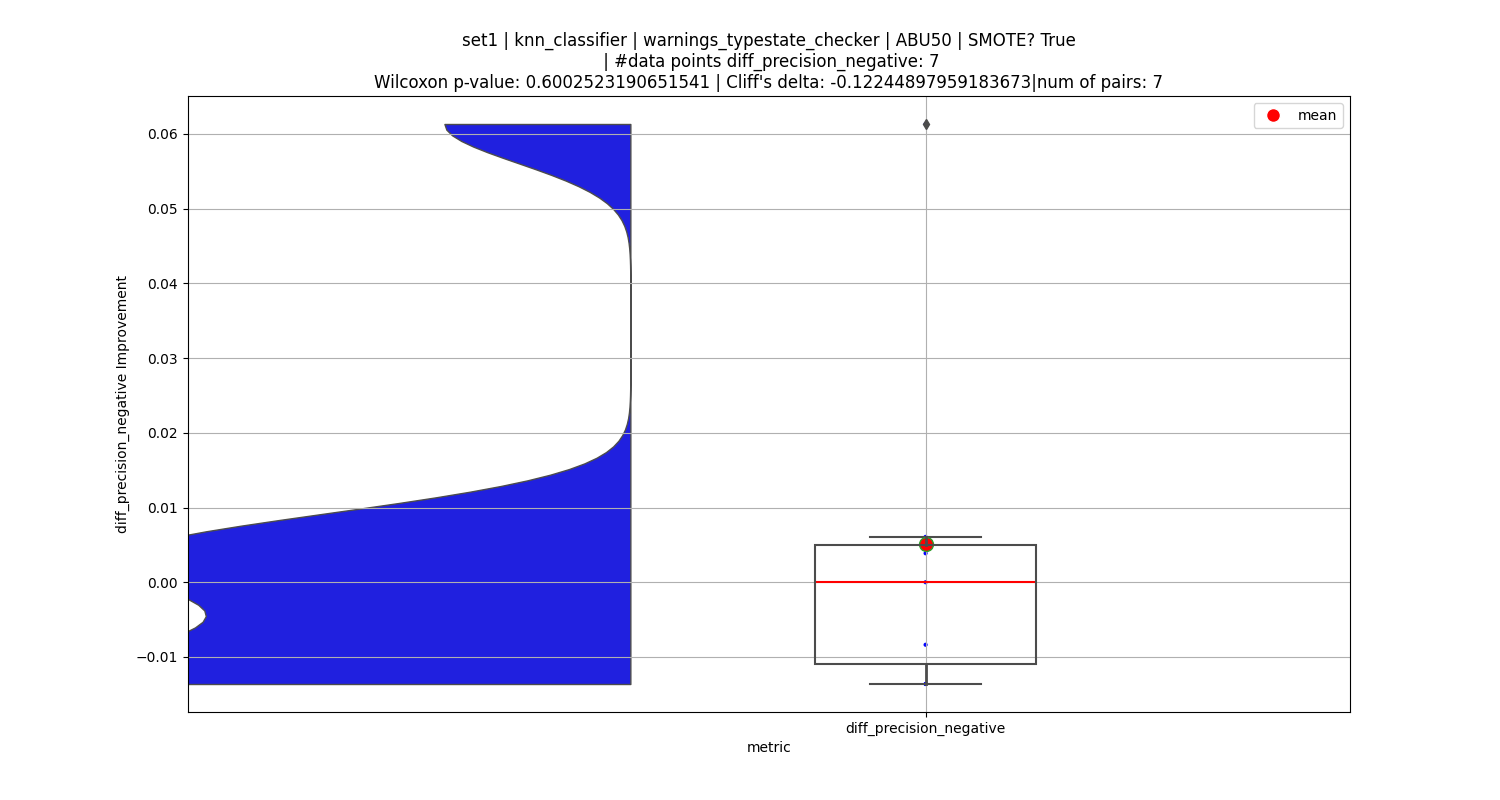 set1 | knn_classifier | warnings_typestate_checker | ABU50 | SMOTE? True
| #data points diff_precision_negative: 7
Wilcoxon p-value: 0.6002523190651541 | Cliff's delta: -0.12244897959183673|num of pairs: 7
mean
0.06
0.05
0.04
0.03
0.02
0.01
0.00
−0.01
diff_precision_negative Improvement
diff_precision_negative
metric